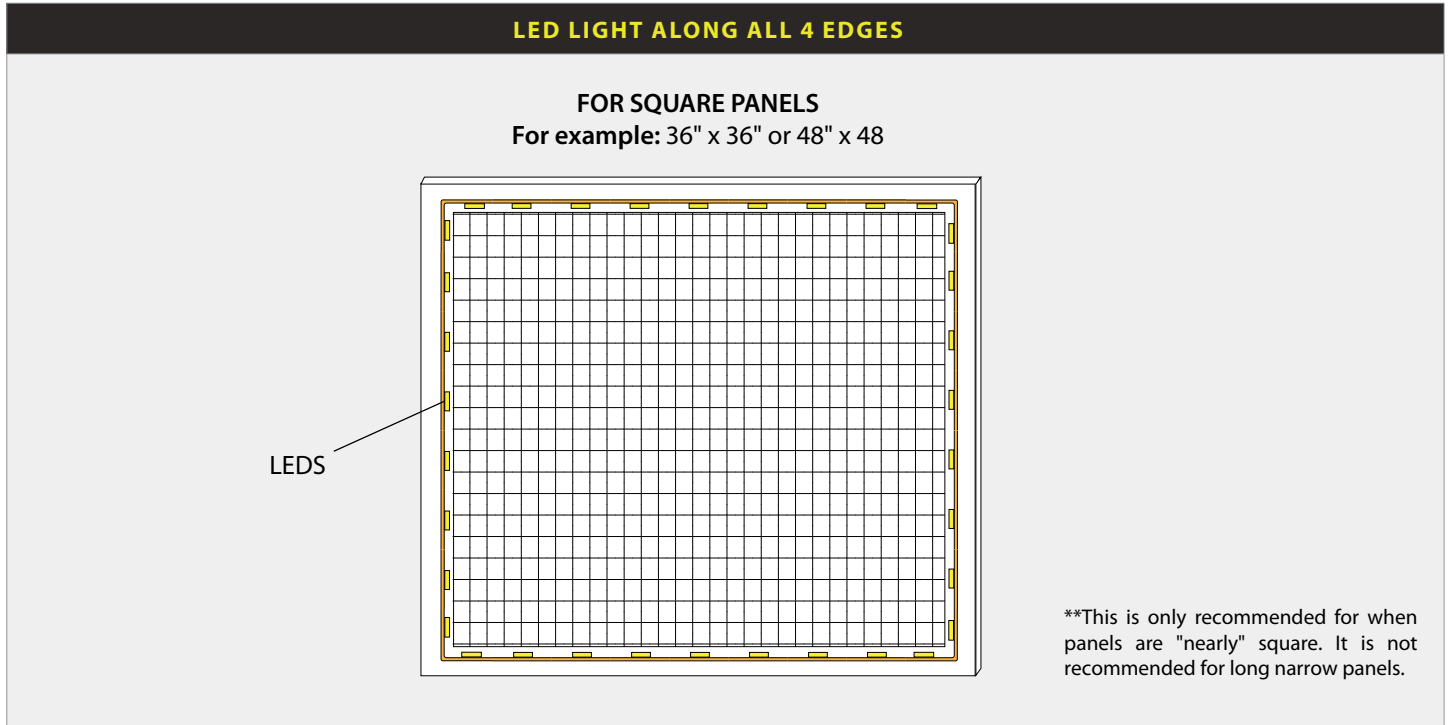 LED LIGHT ALONG ALL 4 EDGES
FOR SQUARE PANELS
For example: 36" x 36" or 48" x 48
LEDS
**This is only recommended for when
panels are "nearly" square. It is not
recommended for long narrow panels.